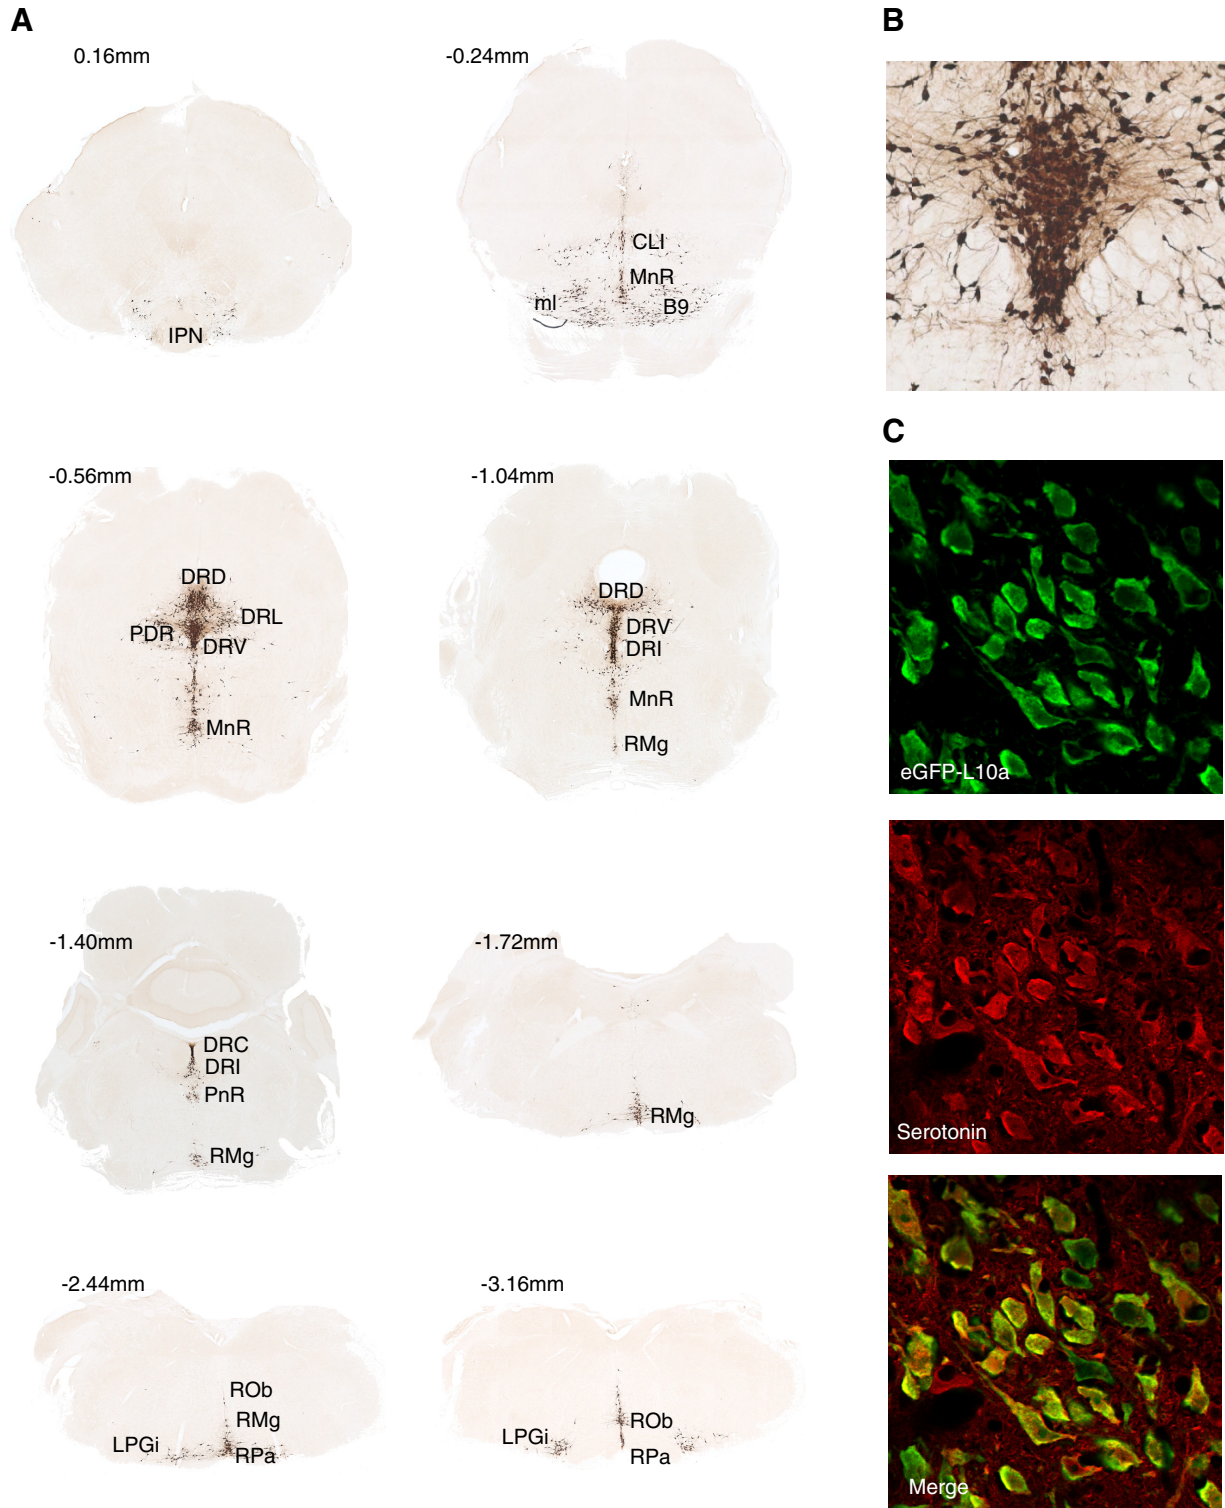 A
B
0.16mm
-0.24mm
CLI
MnR
ml
B9
IPN
C
-0.56mm
-1.04mm
DRD
DRL
PDR
DRV
MnR
DRD
DRV
DRI
MnR
RMg
eGFP-L10a
-1.40mm
-1.72mm
DRC
DRI
PnR
RMg
RMg
Serotonin
-2.44mm
-3.16mm
ROb
RMg
LPGi
RPa
LPGi
ROb
RPa
Merge